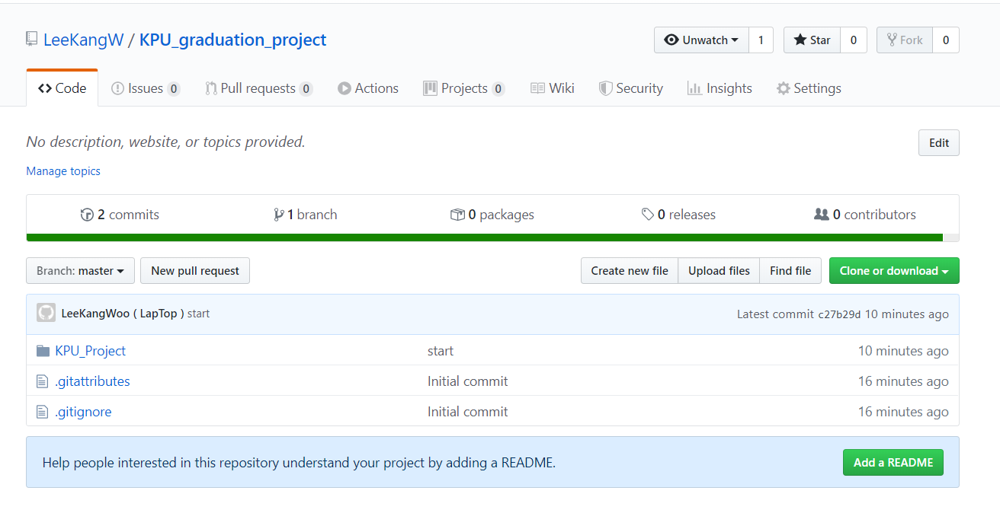 LeeKangW / KPU_graduation_project
Unwatch 1 Star 0 Fork 0
Code Issues 0 Pull requests 0 Actions Projects 0 Wiki Security Insights Settings
No description, website, or topics provided. Edit
Manage topics
2 commits 1 branch 0 packages 0 releases 0 contributors
Branch: master New pull request Create new file Upload files Find file Clone or download
LeeKangWoo ( LapTop ) start Latest commit c27b29d 10 minutes ago
KPU_Project start 10 minutes ago
.gitattributes Initial commit 16 minutes ago
.gitignore Initial commit 16 minutes ago
Help people interested in this repository understand your project by adding a README. Add a README